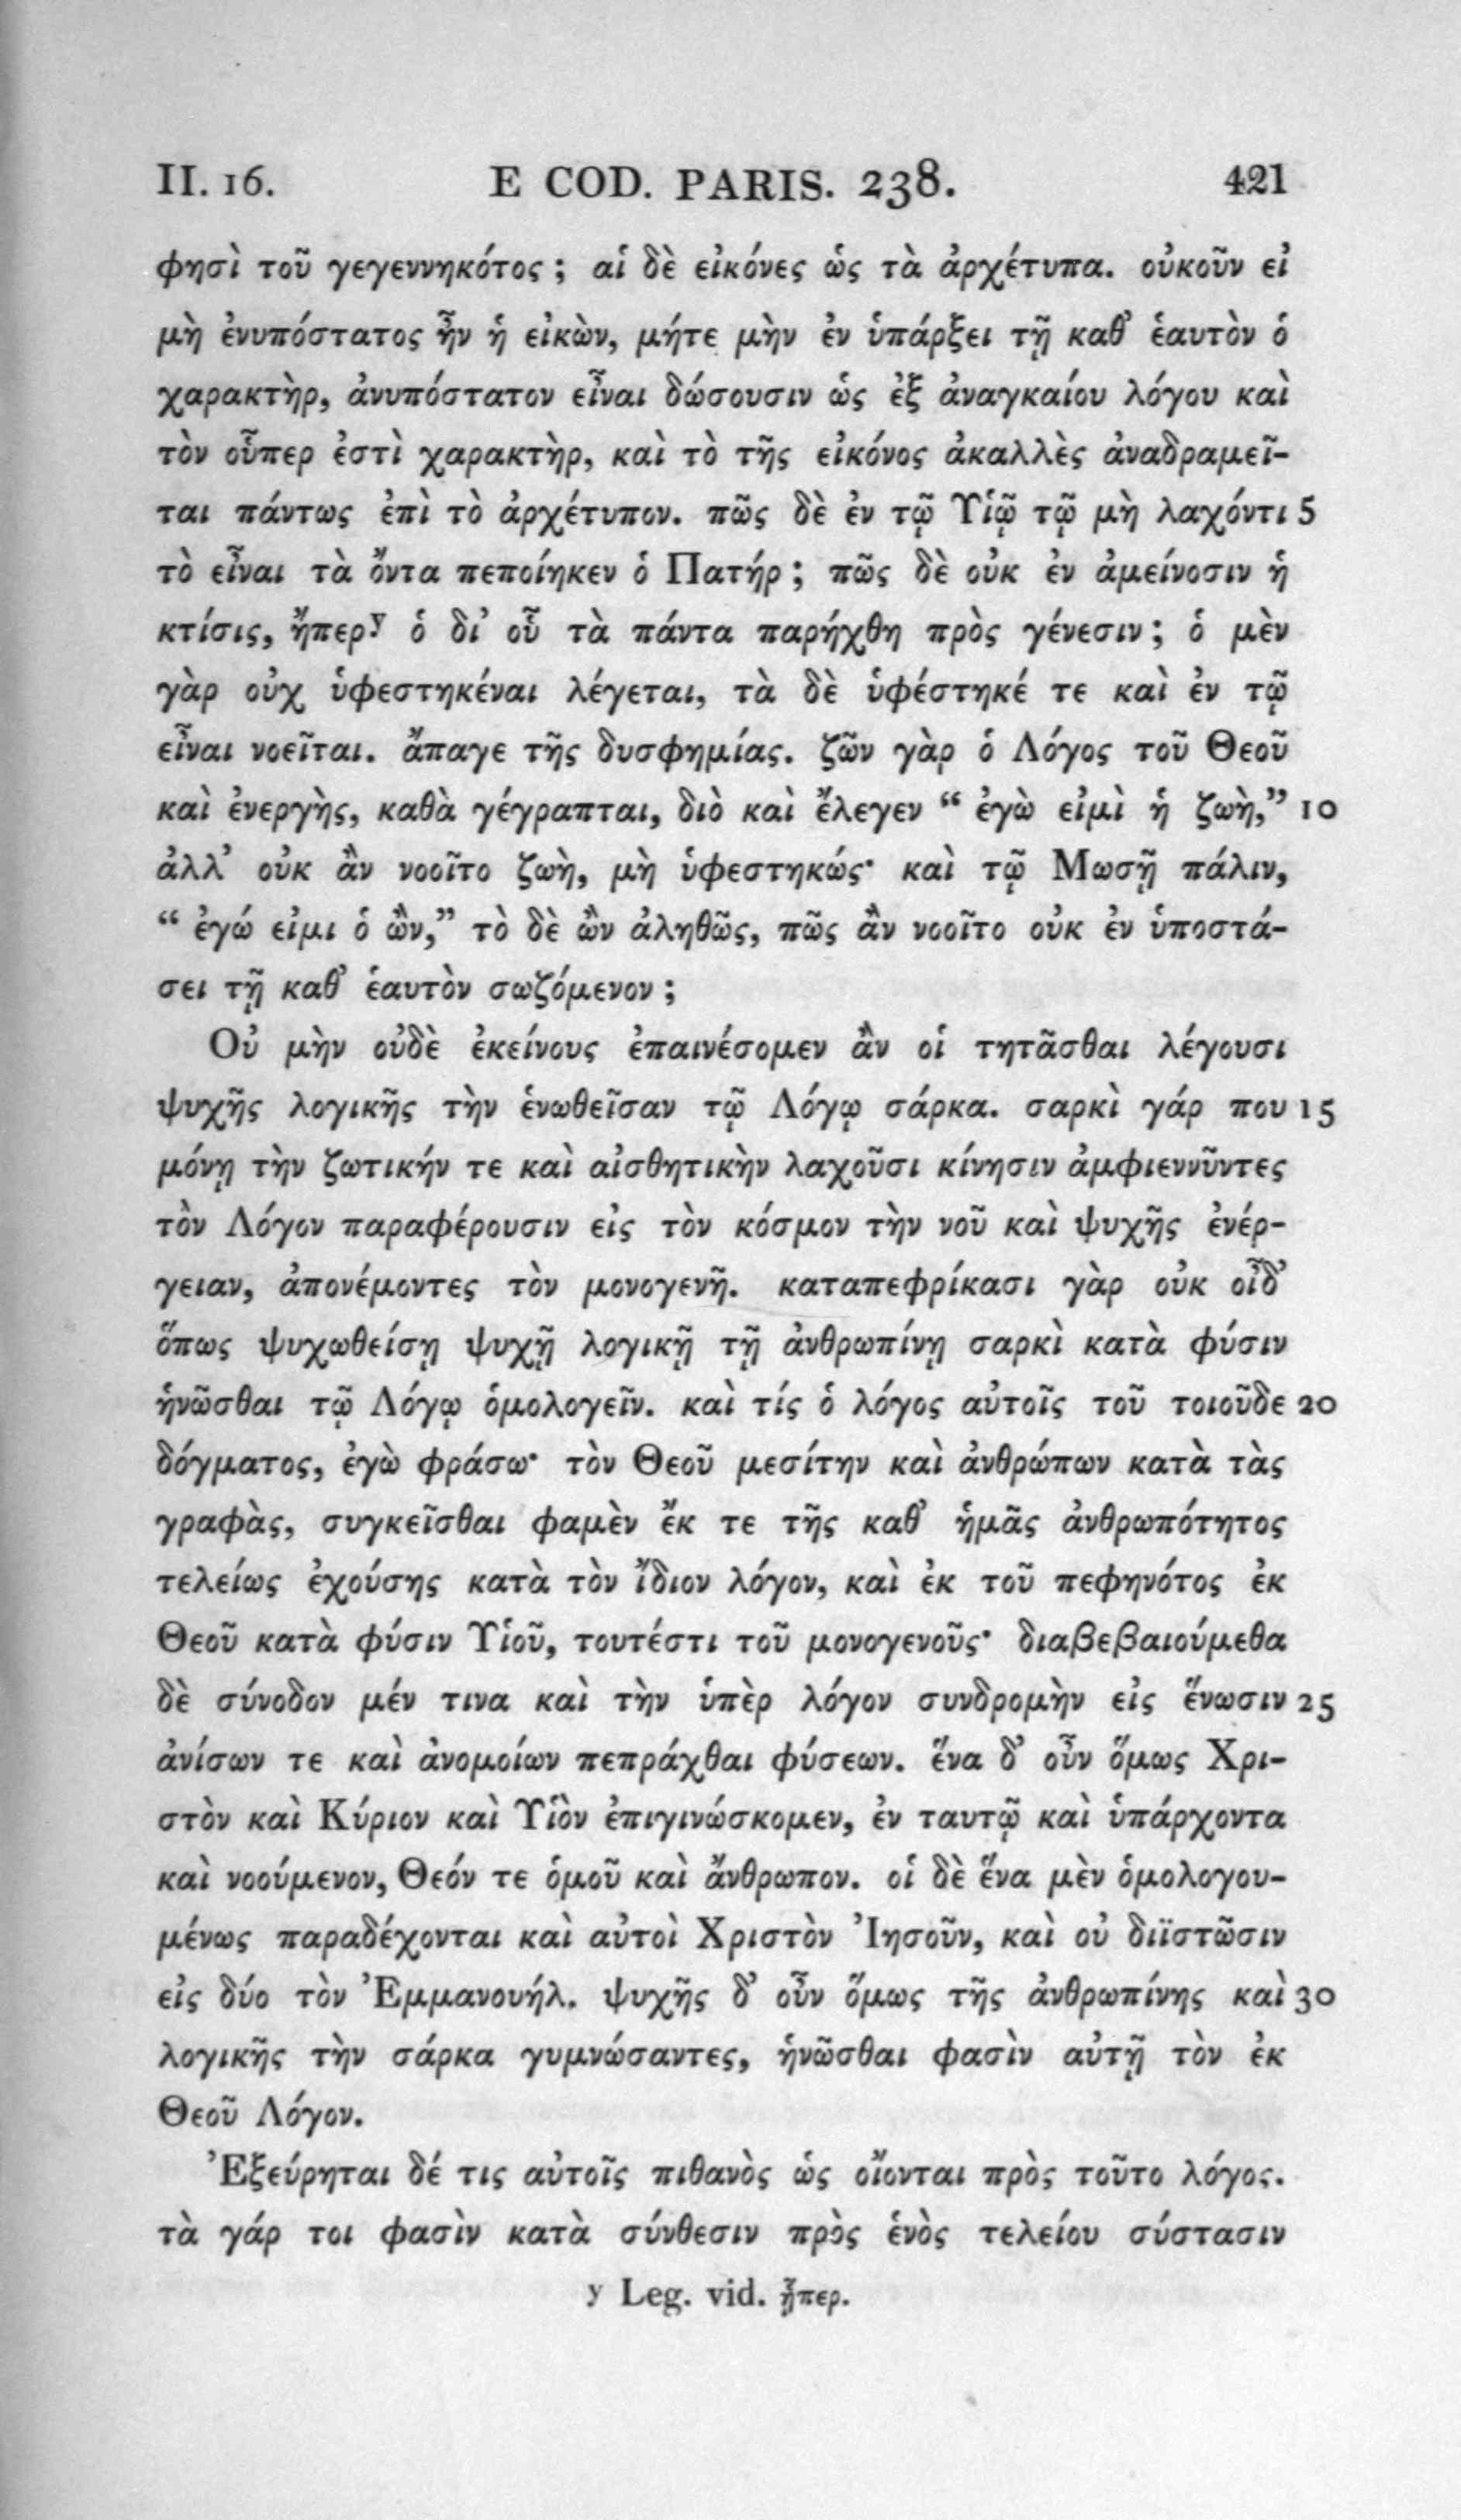 II. 16. E COD. PARIS. 238. 421
φησὶ τοῦ γεγεννηκότος ; αἱ δὲ εἰκόνες ὡς τὰ ἀρχέτυπα. οὐκοῦν εἰ
μὴ ἐνυπόστατος ἦν ἡ εἰκὼν, μήτε μὴν ἐν ὑπάρξει τῇ καθ’ ἑαυτὸν ὁ
χαρακτὴρ, ἀνυπόστατον εἶναι δώσουσιν ὡς ἐξ ἀναγκαίου λόγου καὶ
τὸν οὗπερ ἐστὶ χαρακτὴρ, καὶ τὸ τῆς εἰκόνος ἀκαλλὲς ἀναδραμεῖ-
ται πάντως ἐπὶ τὸ ἀρχέτυπον. πῶς δὲ ἐν τῷ Υἱῷ τῷ μὴ λαχόντι 5
τὸ εἶναι τὰ ὄντα πεποίηκεν ὁ Πατήρ ; πῶς δὲ οὐκ ἐν ἀμείνοσιν ἡ
κτίσις, ἤπερ y ὁ δι’ οὗ τὰ πάντα παρήχθη πρὸς γένεσιν ; ὁ μὲν
γὰρ οὐχ ὑφεστηκέναι λέγεται, τὰ δὲ ὑφέστηκέ τε καὶ ἐν τῷ
εἶναι νοεῖται. ἄπαγε τῆς δυσφημίας. ζῶν γὰρ ὁ Λόγος τοῦ Θεοῦ
καὶ ἐνεργὴς, καθὰ γέγραπται, διὸ καὶ ἔλεγεν “ ἐγὼ εἰμὶ ἡ ζωὴ,” 10
ἀλλ’ οὐκ ἂν νοοῖτο ζωὴ, μὴ ὑφεστηκώς· καὶ τῷ Μωσῇ πάλιν,
“ ἐγώ εἰμι ὁ ὢν,” τὸ δὲ ὢν ἀληθῶς, πῶς ἂν νοοῖτο οὐκ ἐν ὑποστά-
σει τῇ καθ’ ἑαυτὸν σωζόμενον ;
Οὐ μὴν οὐδὲ ἐκείνους ἐπαινέσομεν ἂν οἱ τητᾶσθαι λέγουσι
ψυχῆς λογικῆς τὴν ἑνωθεῖσαν τῷ Λόγῳ σάρκα. σαρκὶ γάρ που 15
μόνῃ τὴν ζωτικήν τε καὶ αἰσθητικὴν λαχοῦσι κίνησιν ἀμφιεννῦντες
τὸν Λόγον παραφέρουσιν εἰς τὸν κόσμον τὴν νοῦ καὶ ψυχῆς ἐνέρ-
γειαν, ἀπονέμοντες τὸν μονογενῆ. καταπεφρίκασι γὰρ οὐκ οἶδ’
ὅπως ψυχωθείσῃ ψυχῇ λογικῇ τῇ ἀνθρωπίνῃ σαρκὶ κατὰ φύσιν
ἡνῶσθαι τῷ Λόγῳ ὁμολογεῖν. καὶ τίς ὁ λόγος αὐτοῖς τοῦ τοιοῦδε 20
δόγματος, ἐγὼ φράσω· τὸν Θεοῦ μεσίτην καὶ ἀνθρώπων κατὰ τὰς
γραφὰς, συγκεῖσθαι φαμὲν ἔκ τε τῆς καθ’ ἡμᾶς ἀνθρωπότητος
τελείως ἐχούσης κατὰ τὸν ἴδιον λόγον, καὶ ἐκ τοῦ πεφηνότος ἐκ
Θεοῦ κατὰ φύσιν Υἱοῦ, τουτέστι τοῦ μονογενοῦς· διαβεβαιούμεθα
δὲ σύνοδον μέν τινα καὶ τὴν ὑπὲρ λόγον συνδρομὴν εἰς ἕνωσιν 25
ἀνίσων τε καὶ ἀνομοίων πεπράχθαι φύσεων. ἕνα δ’ οὖν ὅμως Χρι-
στὸν καὶ Κύριον καὶ Υἱὸν ἐπιγινώσκομεν, ἐν ταυτῷ καὶ ὑπάρχοντα
καὶ νοούμενον, Θεόν τε ὁμοῦ καὶ ἄνθρωπον. οἱ δὲ ἕνα μὲν ὁμολογου-
μένως παραδέχονται καὶ αὐτοὶ Χριστὸν Ἰησοῦν, καὶ οὐ διϊστῶσιν
εἰς δύο τὸν Ἐμμανουήλ. ψυχῆς δ’ οὖν ὅμως τῆς ἀνθρωπίνης καὶ 30
λογικῆς τὴν σάρκα γυμνώσαντες, ἡνῶσθαι φασὶν αὐτῇ τὸν ἐκ
Θεοῦ Λόγον.
Ἐξεύρηται δέ τις αὐτοῖς πιθανὸς ὡς οἴονται πρὸς τοῦτο λόγος.
τὰ γάρ τοι φασὶν κατὰ σύνθεσιν πρὸς ἑνὸς τελείου σύστασιν
y Leg. vid. ᾗπερ.